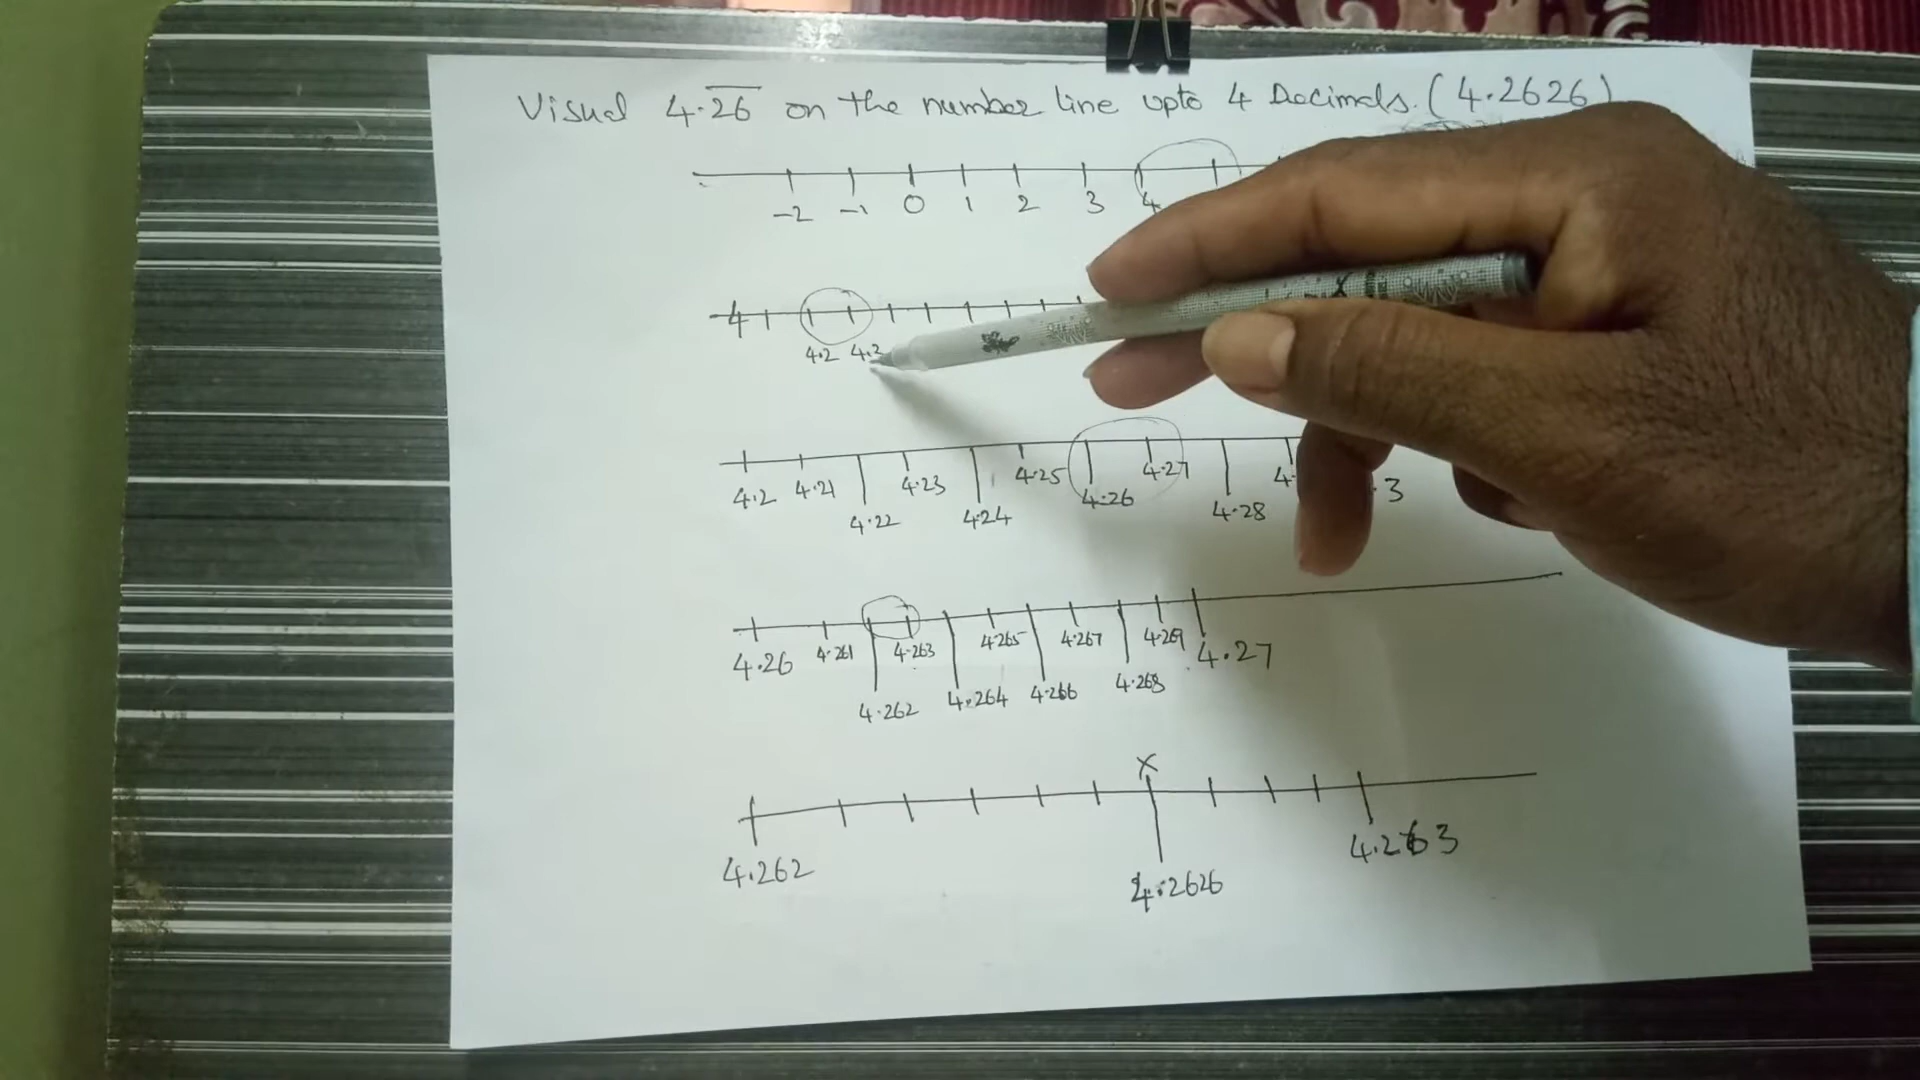 Visual 4.2̅6̅ on the number line upto 4 Decimals. (4.2626)
-2 -1 0 1 2 3 4
4
4.2
4.2 4.21 4.22 4.23 4.24 4.25 4.26 4.27 4.28
4.26 4.261 4.262 4.263 4.264 4.265 4.266 4.267 4.268 4.269 4.27
X
4.262 4.2626 4.263